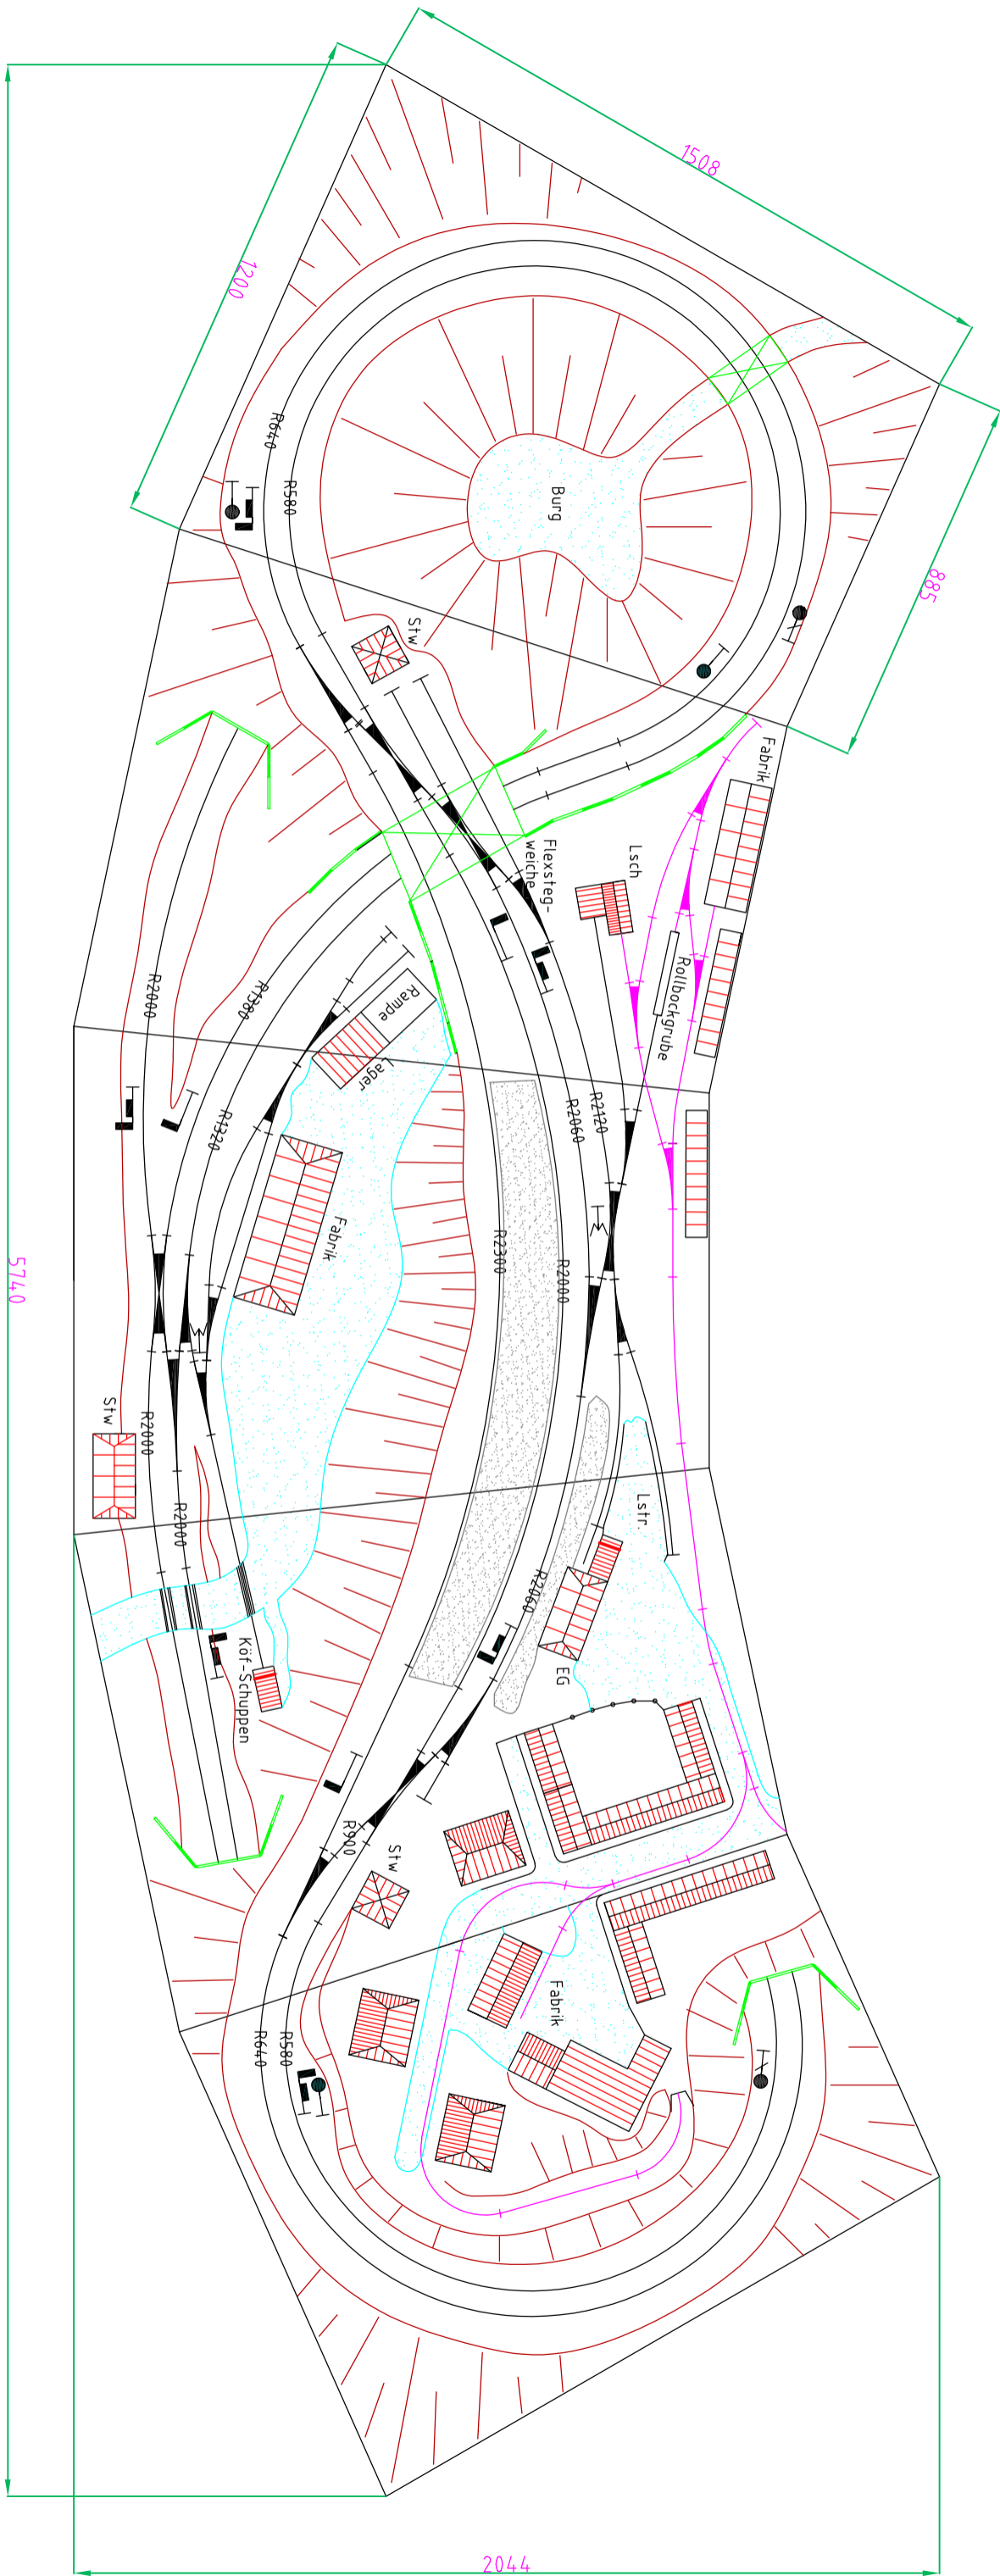 1508
1200
R640
R580
Burg
885
Stw
Fabrik
Flexsteg-
weiche
Lsch
Rollbockgrube
R2000
R1380
Rampe
Lager
R1320
R2120
R2060
Fabrik
R2300
R2000
5740
Stw
R2000
R2000
Lstr.
R2060
EG
Köf-Schuppen
R900
Stw
Fabrik
R640
R580
2044